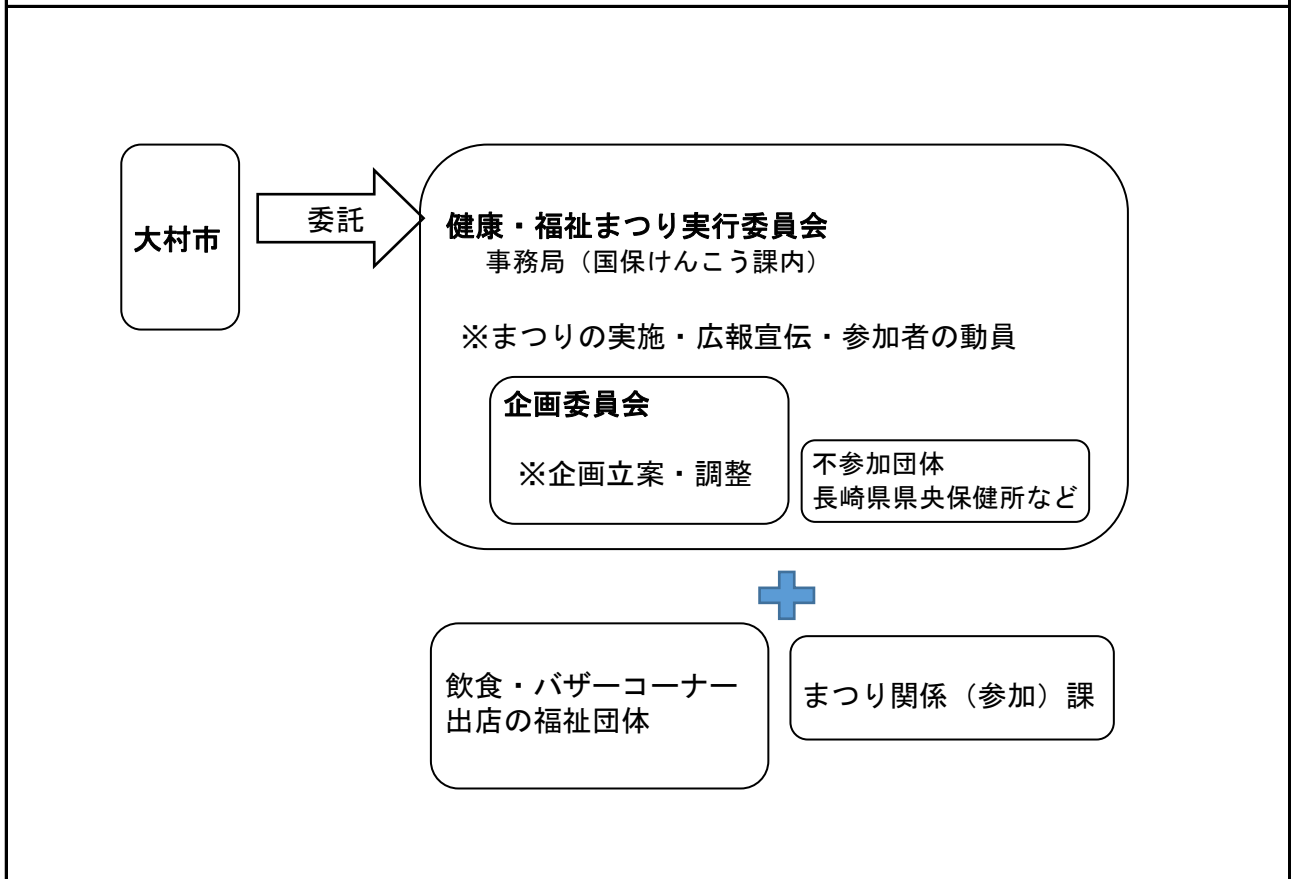 大村市
委託
健康・福祉まつり実行委員会
事務局（国保けんこう課内）
※まつりの実施・広報宣伝・参加者の動員
企画委員会
※企画立案・調整
不参加団体
長崎県県央保健所など
飲食・バザーコーナー
出店の福祉団体
まつり関係（参加）課